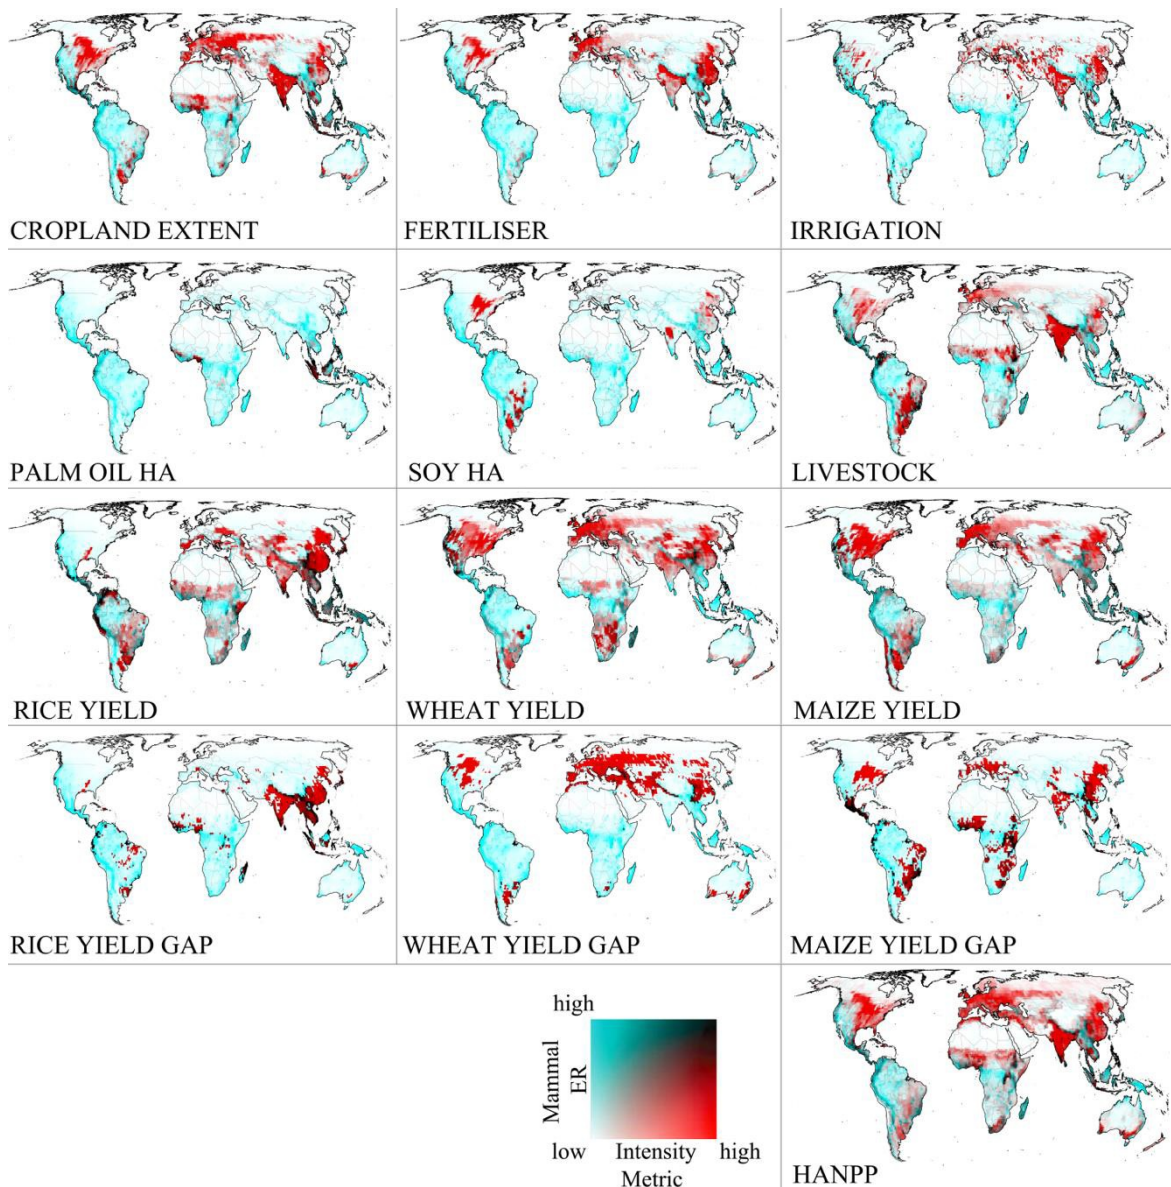 CROPLAND EXTENT
FERTILISER
IRRIGATION
PALM OIL HA
SOY HA
LIVESTOCK
RICE YIELD
WHEAT YIELD
MAIZE YIELD
RICE YIELD GAP
WHEAT YIELD GAP
MAIZE YIELD GAP
high
Mammal
ER
low Intensity high
Metric
HANPP